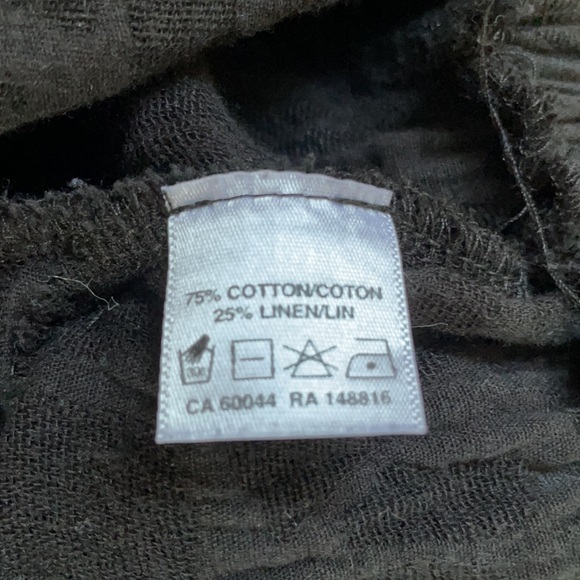 75% COTTON/COTON
25% LINEN/LIN
CA 60044 RA 148816